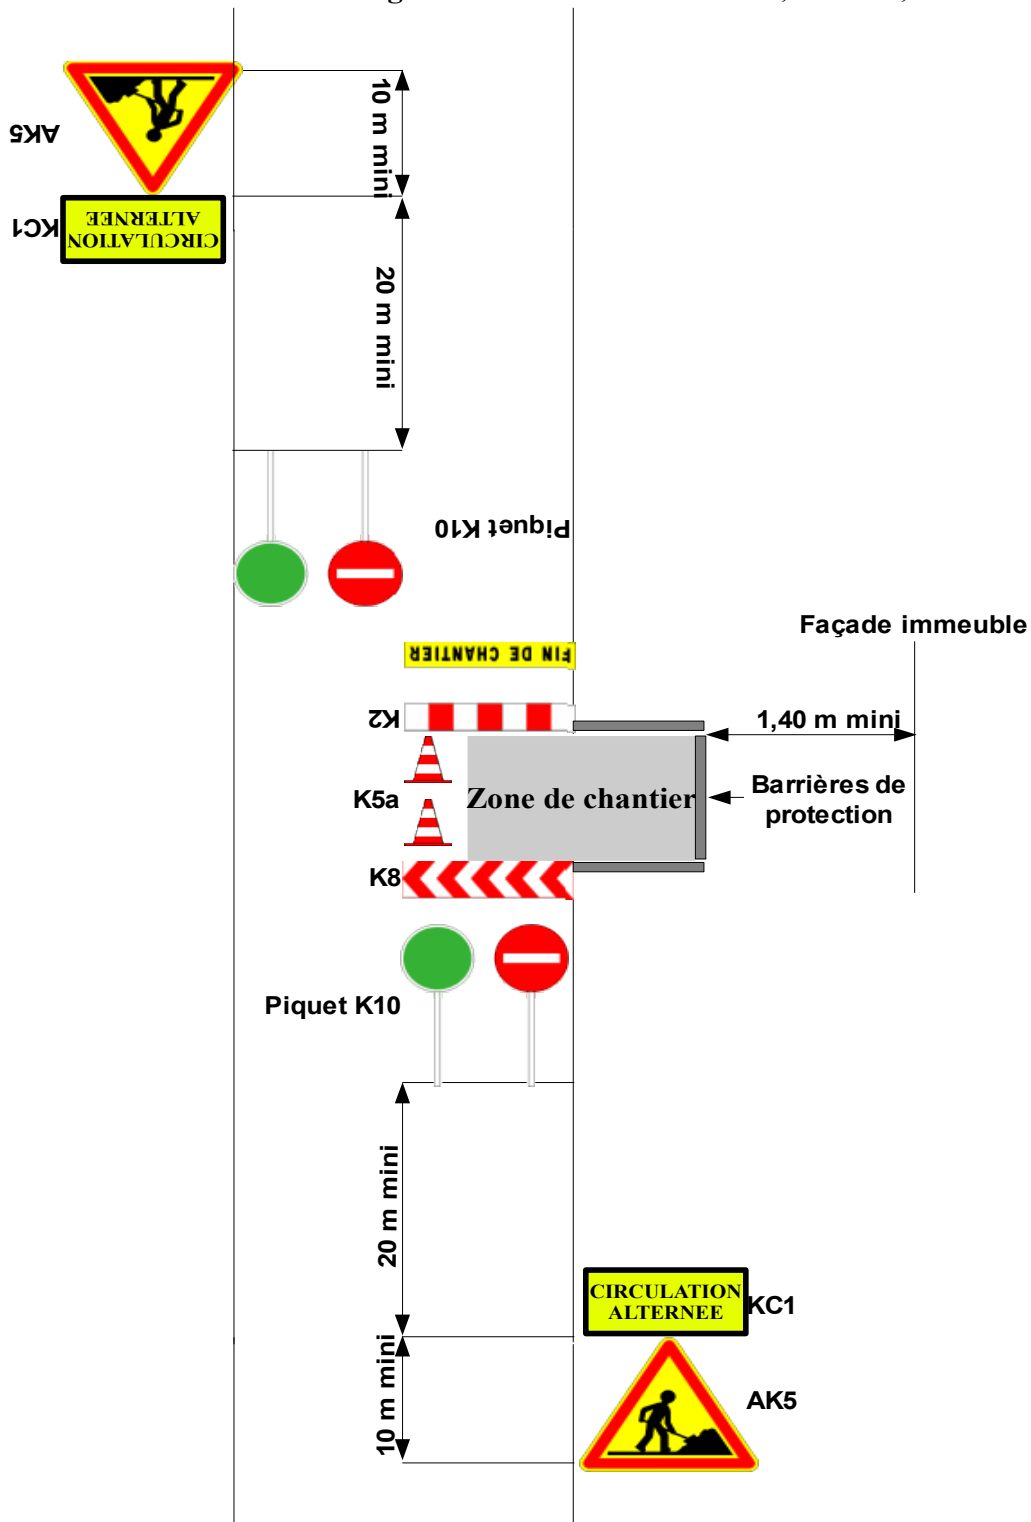 10 m mini
AK5
KC1
CIRCULATION
ALTERNEE
20 m mini
Piquet K10
Façade immeuble
FIN DE CHANTIER
K2
1,40 m mini
K5a
Zone de chantier
Barrières de
protection
K8
Piquet K10
20 m mini
CIRCULATION
ALTERNEE
KC1
10 m mini
AK5